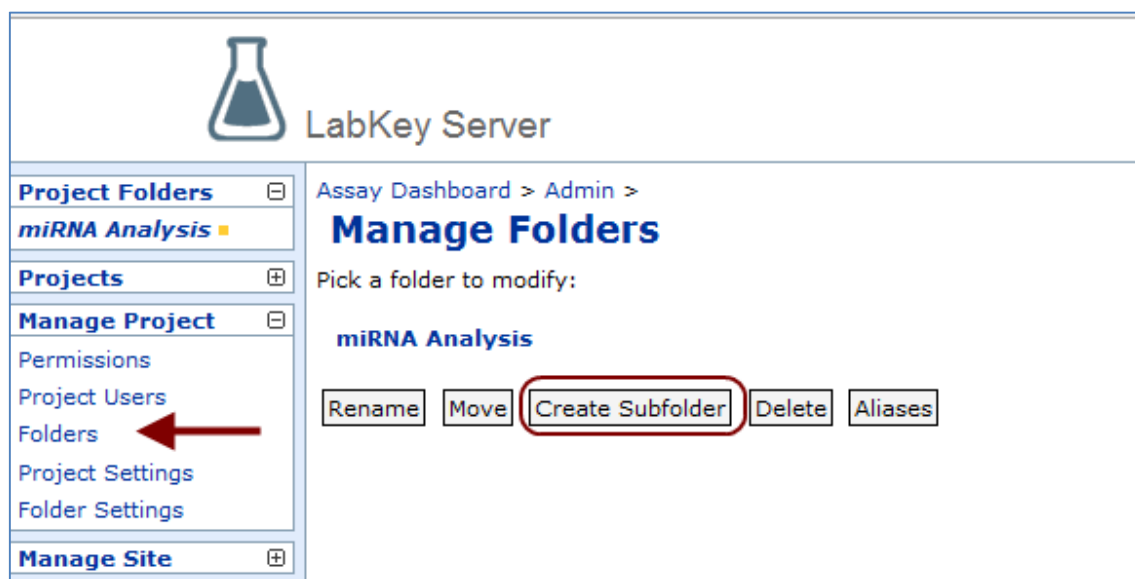 LabKey Server
Project Folders
miRNA Analysis
Projects
Manage Project
Permissions
Project Users
Folders
Project Settings
Folder Settings
Manage Site
Assay Dashboard > Admin >
Manage Folders
Pick a folder to modify:
miRNA Analysis
Rename Move Create Subfolder Delete Aliases